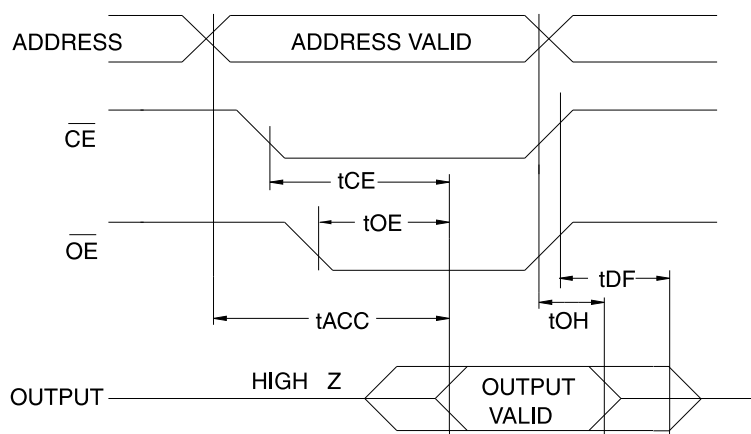 ADDRESS
ADDRESS VALID
CE
tCE
OE
tOE
tDF
tACC
tOH
HIGH Z
OUTPUT
OUTPUT
VALID